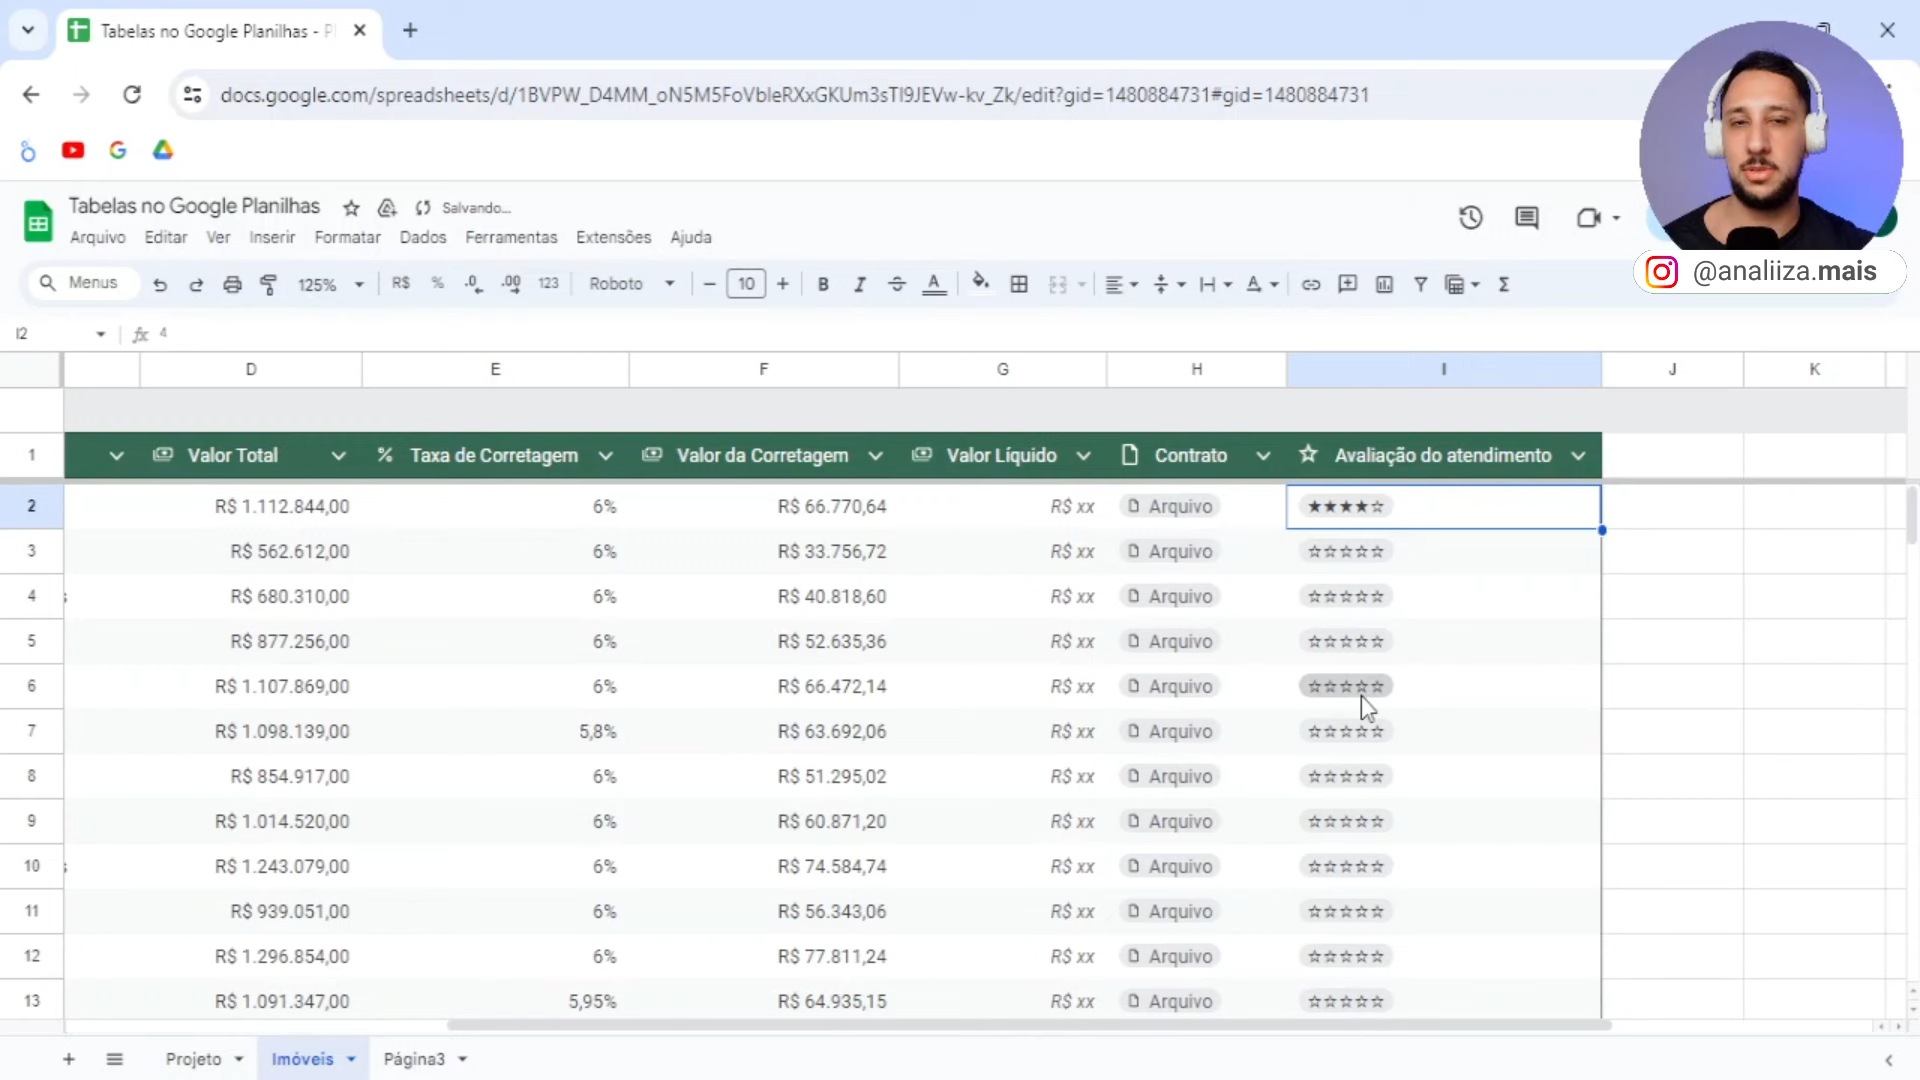 Tabelas no Google Planilhas - P
docs.google.com/spreadsheets/d/1BVPW_D4MM_oN5M5FoVbleRXxGKUm3sTI9JEVw-kv_Zk/edit?gid=1480884731#gid=1480884731
Tabelas no Google Planilhas Salvando...
Arquivo Editar Ver Inserir Formatar Dados Ferramentas Extensões Ajuda
@analiiza.mais
Menus 125% R$ % .0 .00 123 Roboto 10 B I S A Σ
I2 fx 4
D E F G H I J K
1 Valor Total % Taxa de Corretagem Valor da Corretagem Valor Líquido Contrato Avaliação do atendimento
2 R$ 1.112.844,00 6% R$ 66.770,64 R$ xx Arquivo ★★★★☆
3 R$ 562.612,00 6% R$ 33.756,72 R$ xx Arquivo ☆☆☆☆☆
4 s R$ 680.310,00 6% R$ 40.818,60 R$ xx Arquivo ☆☆☆☆☆
5 R$ 877.256,00 6% R$ 52.635,36 R$ xx Arquivo ☆☆☆☆☆
6 R$ 1.107.869,00 6% R$ 66.472,14 R$ xx Arquivo ☆☆☆☆☆
7 R$ 1.098.139,00 5,8% R$ 63.692,06 R$ xx Arquivo ☆☆☆☆☆
8 R$ 854.917,00 6% R$ 51.295,02 R$ xx Arquivo ☆☆☆☆☆
9 R$ 1.014.520,00 6% R$ 60.871,20 R$ xx Arquivo ☆☆☆☆☆
10 s R$ 1.243.079,00 6% R$ 74.584,74 R$ xx Arquivo ☆☆☆☆☆
11 R$ 939.051,00 6% R$ 56.343,06 R$ xx Arquivo ☆☆☆☆☆
12 R$ 1.296.854,00 6% R$ 77.811,24 R$ xx Arquivo ☆☆☆☆☆
13 R$ 1.091.347,00 5,95% R$ 64.935,15 R$ xx Arquivo ☆☆☆☆☆
Projeto Imóveis Página3